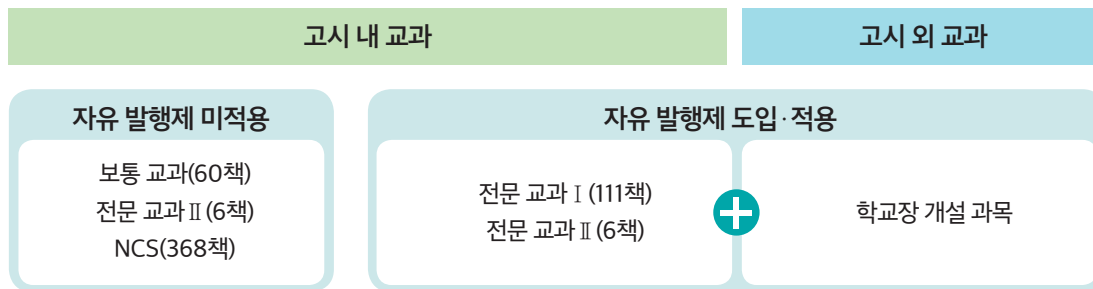 고시 내 교과
고시 외 교과
자유 발행제 미적용
보통 교과(60책)
전문 교과Ⅱ(6책)
NCS(368책)
자유 발행제 도입·적용
전문 교과Ⅰ(111책)
전문 교과Ⅱ(6책)
학교장 개설 과목